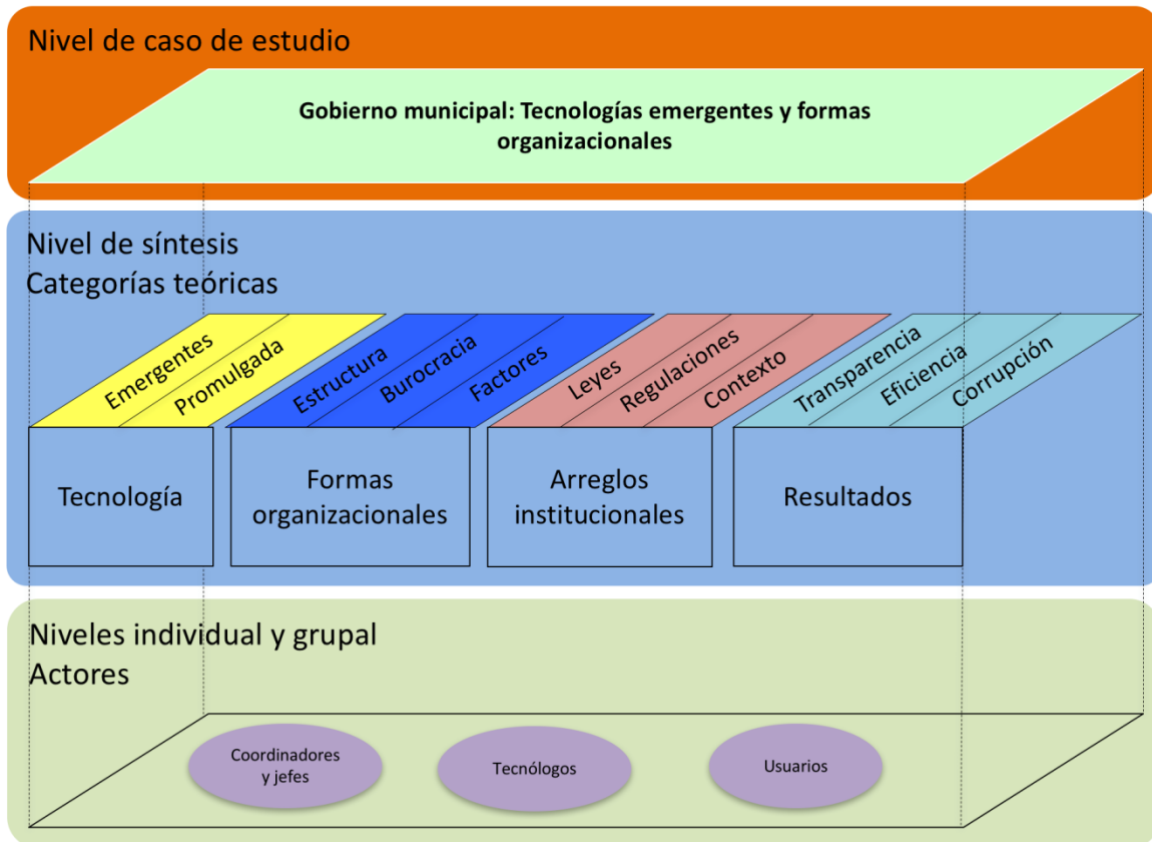 Nivel de caso de estudio
Gobierno municipal: Tecnologías emergentes y formas
organizacionales
Nivel de síntesis
Categorías teóricas
Emergentes
Promulgada
Estructura
Burocracia
Factores
Leyes
Regulaciones
Contexto
Transparencia
Eficiencia
Corrupción
Tecnología
Formas
organizacionales
Arreglos
institucionales
Resultados
Niveles individual y grupal
Actores
Coordinadores
y jefes
Tecnólogos
Usuarios